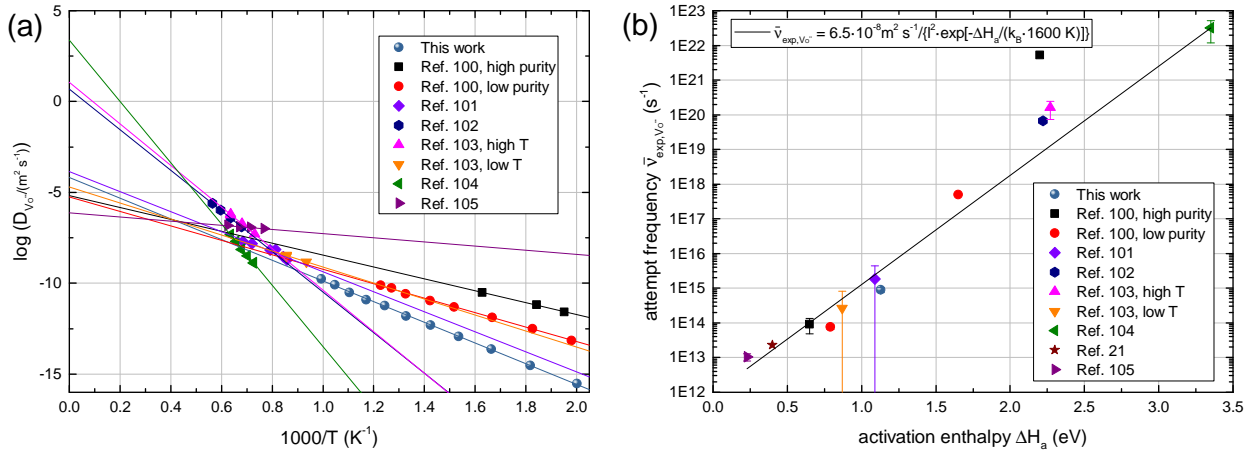 (a)
This work
Ref. 100, high purity
Ref. 100, low purity
Ref. 101
Ref. 102
Ref. 103, high T
Ref. 103, low T
Ref. 104
Ref. 105
5
0
-5
-10
-15
log (D_Vo··/(m² s⁻¹))
0.0 0.2 0.4 0.6 0.8 1.0 1.2 1.4 1.6 1.8 2.0
1000/T (K⁻¹)
(b)
ν̄_exp,Vo·· = 6.5·10⁻⁸m² s⁻¹/{l²·exp[-ΔH_a/(k_B·1600 K)]}
1E23
1E22
1E21
1E20
1E19
1E18
1E17
1E16
1E15
1E14
1E13
1E12
attempt frequency ν̄_exp,Vo·· (s⁻¹)
This work
Ref. 100, high purity
Ref. 100, low purity
Ref. 101
Ref. 102
Ref. 103, high T
Ref. 103, low T
Ref. 104
Ref. 21
Ref. 105
0.0 0.5 1.0 1.5 2.0 2.5 3.0 3.5
activation enthalpy ΔH_a (eV)